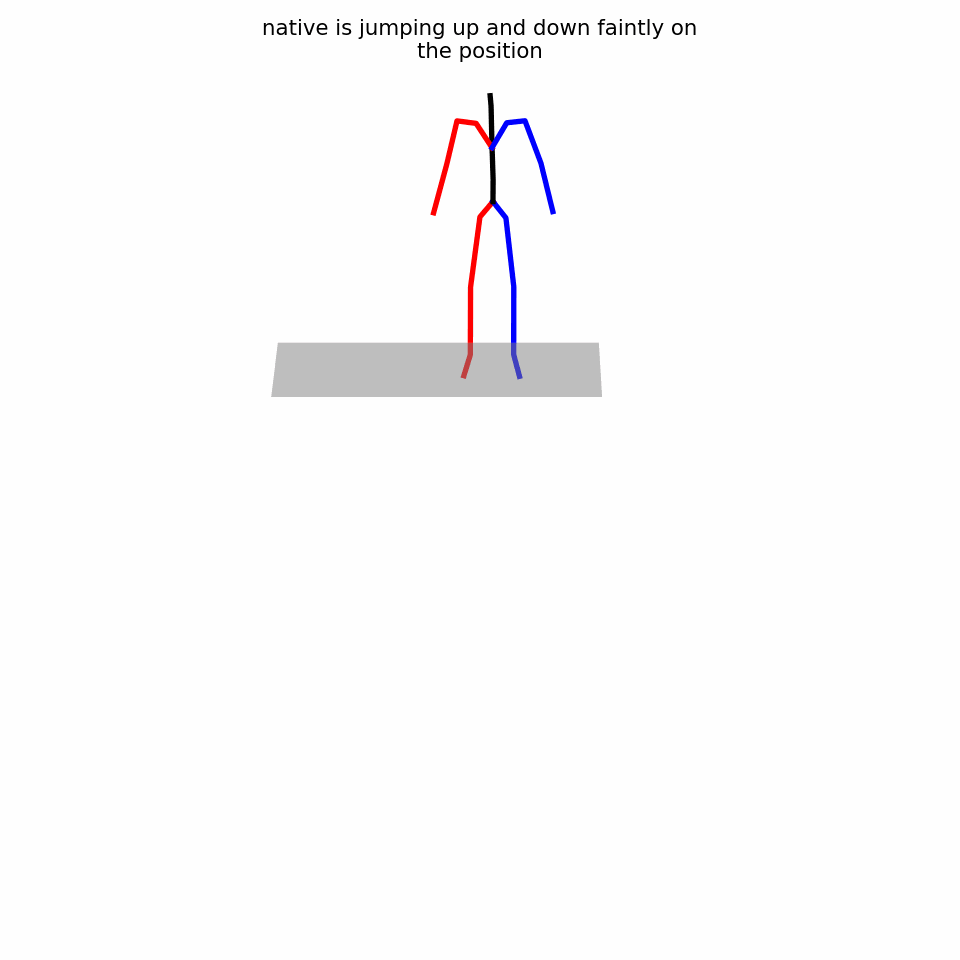 native is jumping up and down faintly on
the position